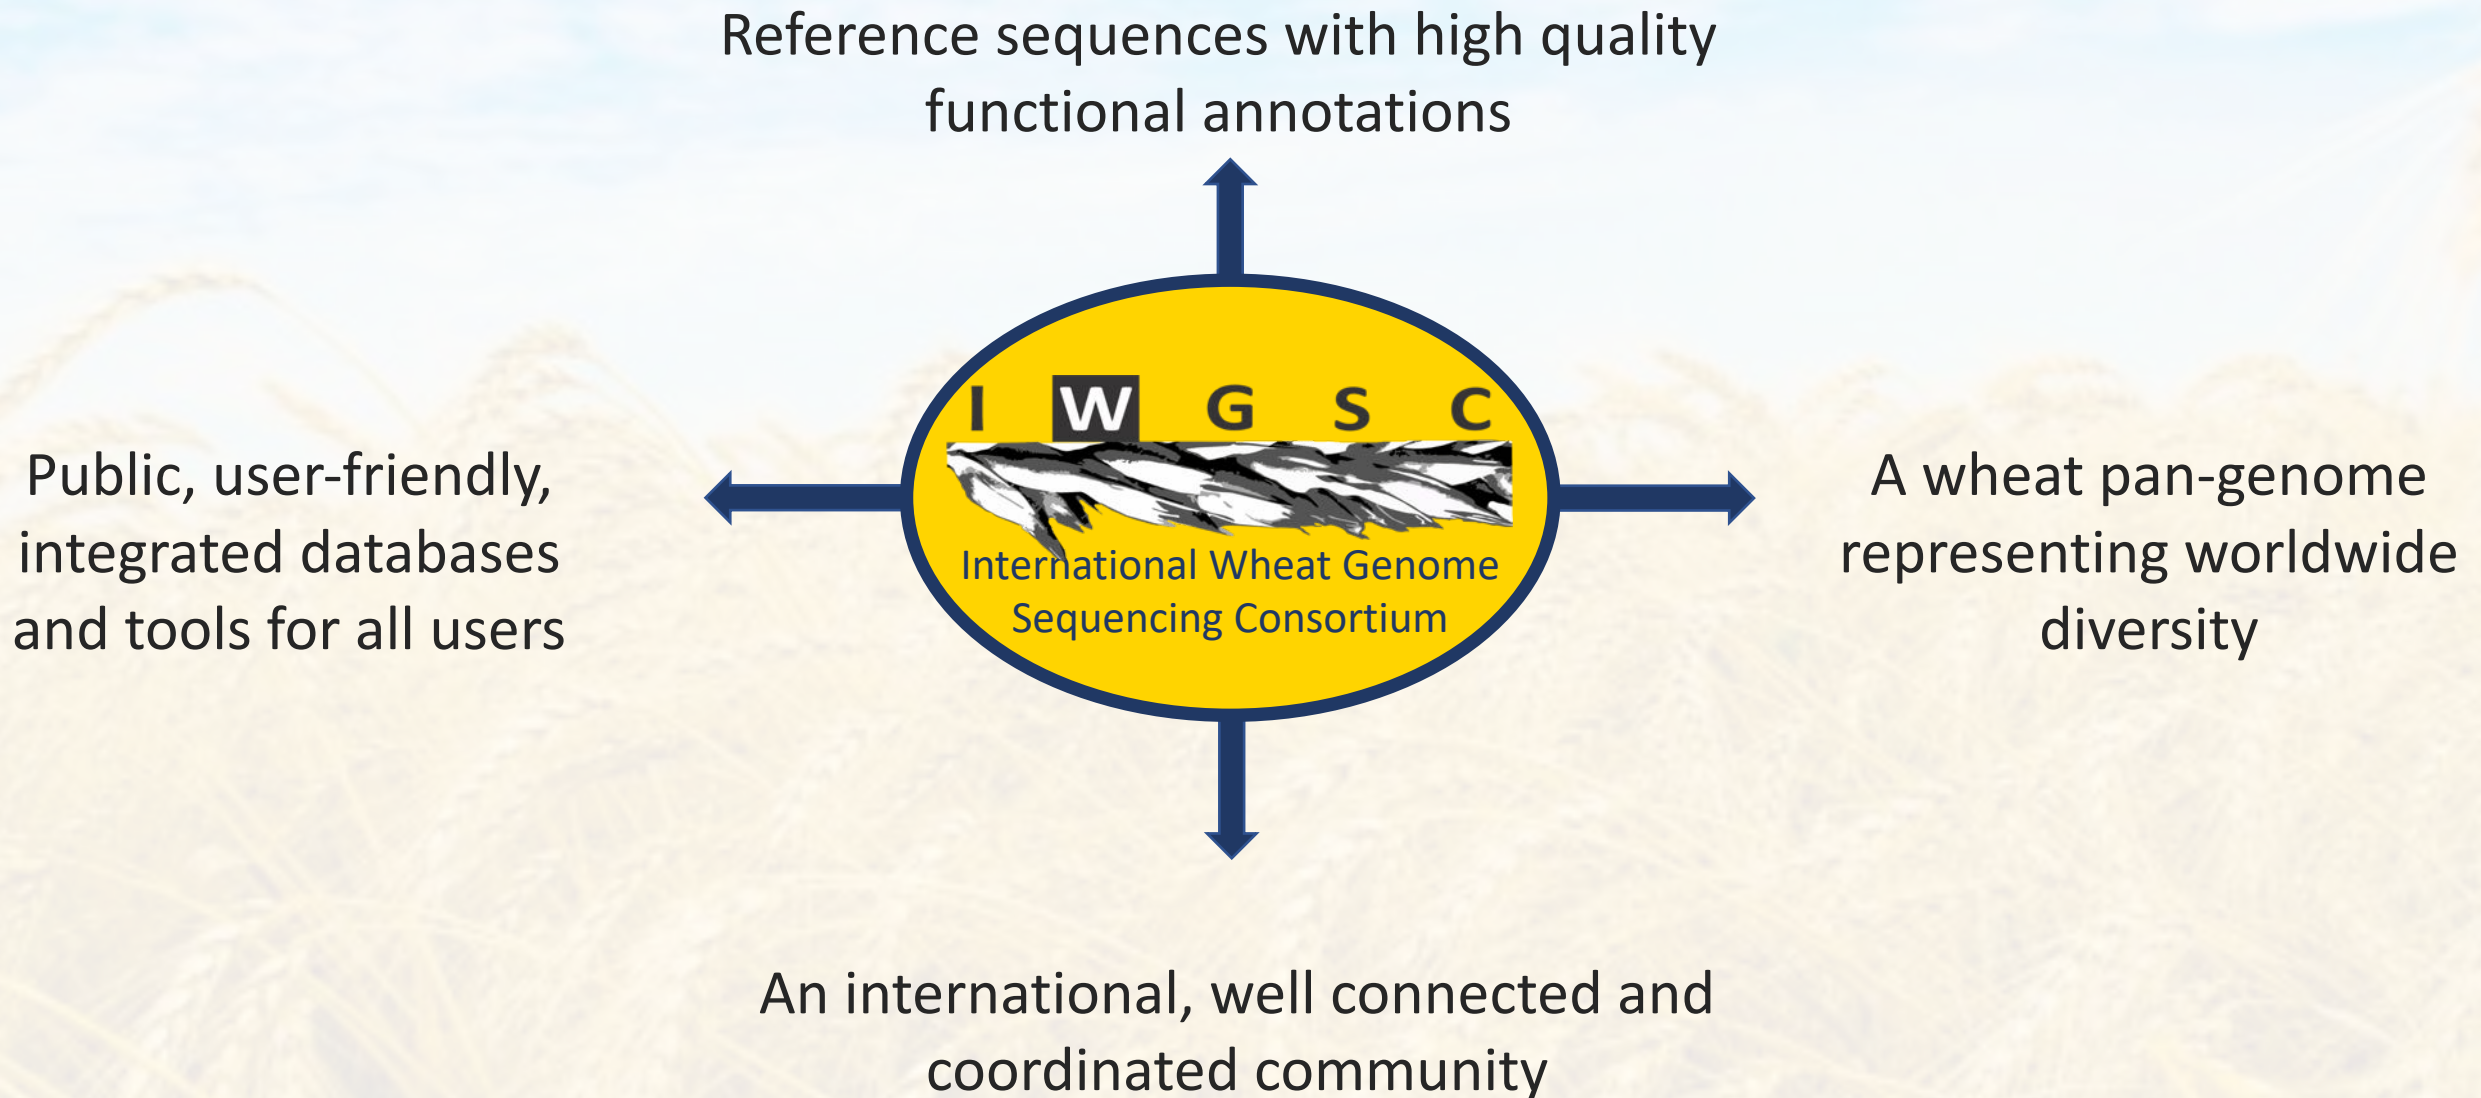 Reference sequences with high quality
functional annotations
I W G S C
International Wheat Genome
Sequencing Consortium
Public, user-friendly,
integrated databases
and tools for all users
A wheat pan-genome
representing worldwide
diversity
An international, well connected and
coordinated community